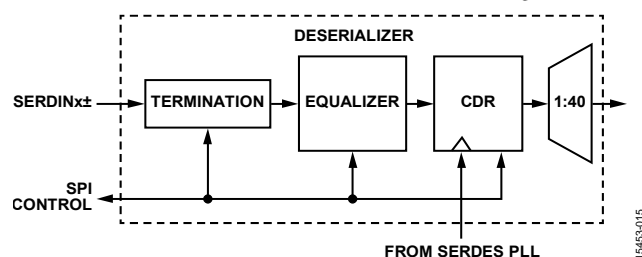 DESERIALIZER
SERDINx±
TERMINATION
EQUALIZER
CDR
1:40
SPI
CONTROL
FROM SERDES PLL
15453-015